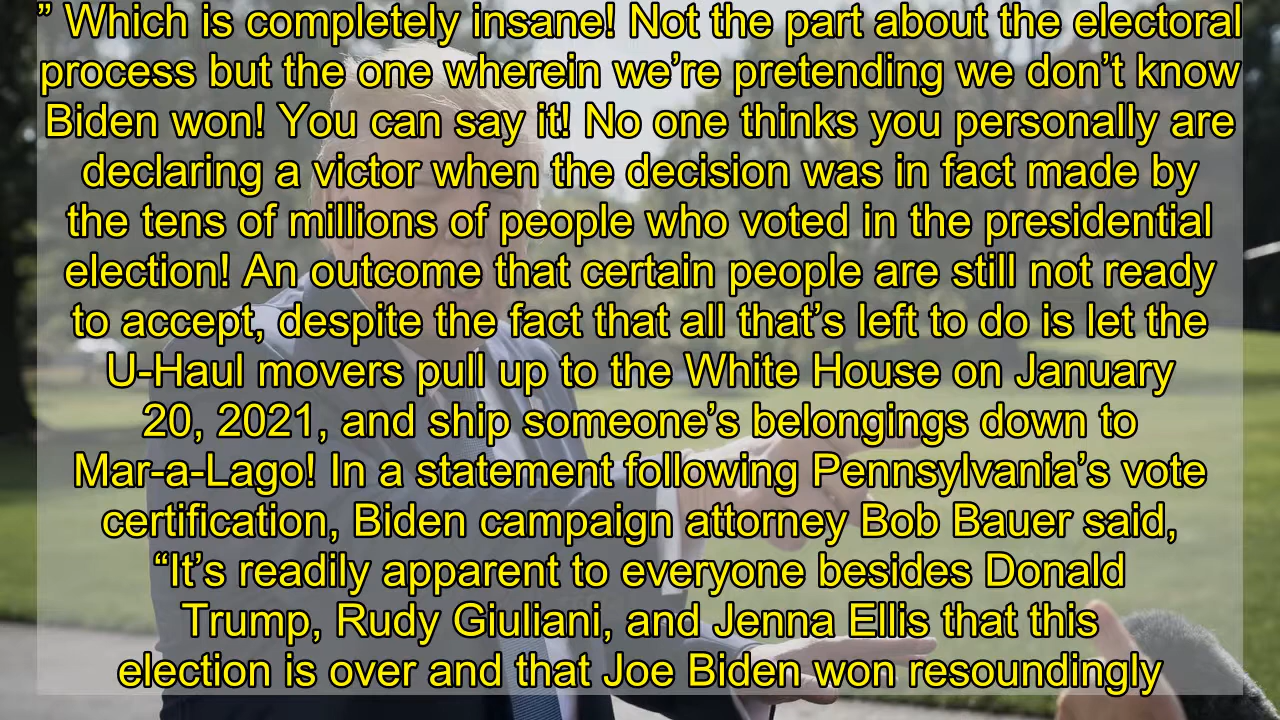 ” Which is completely insane! Not the part about the electoral
process but the one wherein we’re pretending we don’t know
Biden won! You can say it! No one thinks you personally are
declaring a victor when the decision was in fact made by
the tens of millions of people who voted in the presidential
election! An outcome that certain people are still not ready
to accept, despite the fact that all that’s left to do is let the
U-Haul movers pull up to the White House on January
20, 2021, and ship someone’s belongings down to
Mar-a-Lago! In a statement following Pennsylvania’s vote
certification, Biden campaign attorney Bob Bauer said,
“It’s readily apparent to everyone besides Donald
Trump, Rudy Giuliani, and Jenna Ellis that this
election is over and that Joe Biden won resoundingly